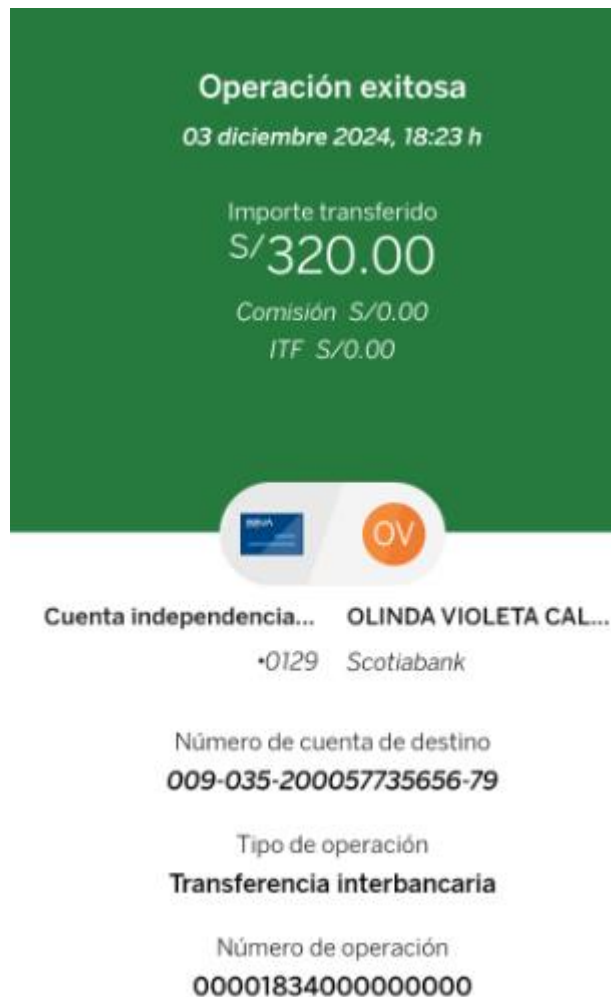 Operación exitosa
03 diciembre 2024, 18:23 h
Importe transferido
S/320.00
Comisión S/0.00
ITF S/0.00
BBVA
OV
Cuenta independencia... OLINDA VIOLETA CAL...
•0129 Scotiabank
Número de cuenta de destino
009-035-200057735656-79
Tipo de operación
Transferencia interbancaria
Número de operación
00001834000000000